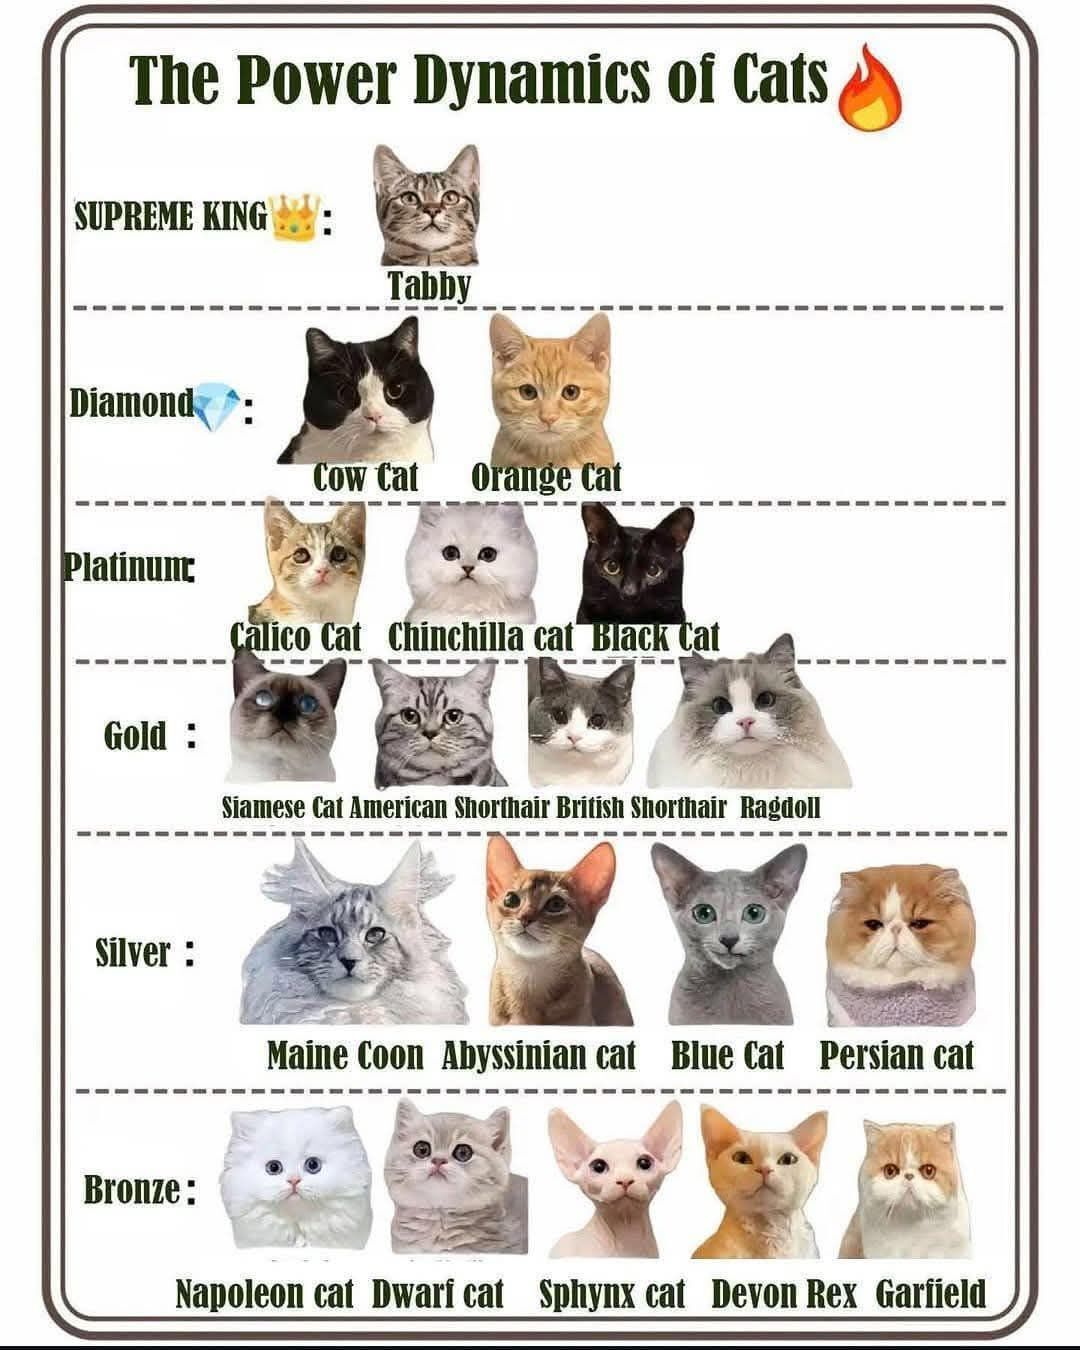 The Power Dynamics of Cats
SUPREME KING :
Tabby
Diamond :
Cow Cat Orange Cat
Platinum:
Calico Cat Chinchilla cat Black Cat
Gold :
Siamese Cat American Shorthair British Shorthair Ragdoll
Silver :
Maine Coon Abyssinian cat Blue Cat Persian cat
Bronze:
Napoleon cat Dwarf cat Sphynx cat Devon Rex Garfield